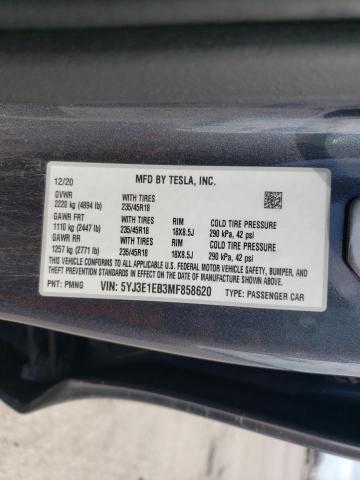 MFD BY TESLA, INC.
12/20
GVWR WITH TIRES
2220 kg (4894 lb) 235/45R18
GAWR FRT WITH TIRES RIM COLD TIRE PRESSURE
1110 kg (2447 lb) 235/45R18 18X8.5J 290 kPa, 42 psi
GAWR RR WITH TIRES RIM COLD TIRE PRESSURE
1257 kg (2771 lb) 235/45R18 18X8.5J 290 kPa, 42 psi
THIS VEHICLE CONFORMS TO ALL APPLICABLE U.S. FEDERAL MOTOR VEHICLE SAFETY, BUMPER, AND
THEFT PREVENTION STANDARDS IN EFFECT ON THE DATE OF MANUFACTURE SHOWN ABOVE.
PNT: PMNG VIN: 5YJ3E1EB3MF858620 TYPE: PASSENGER CAR